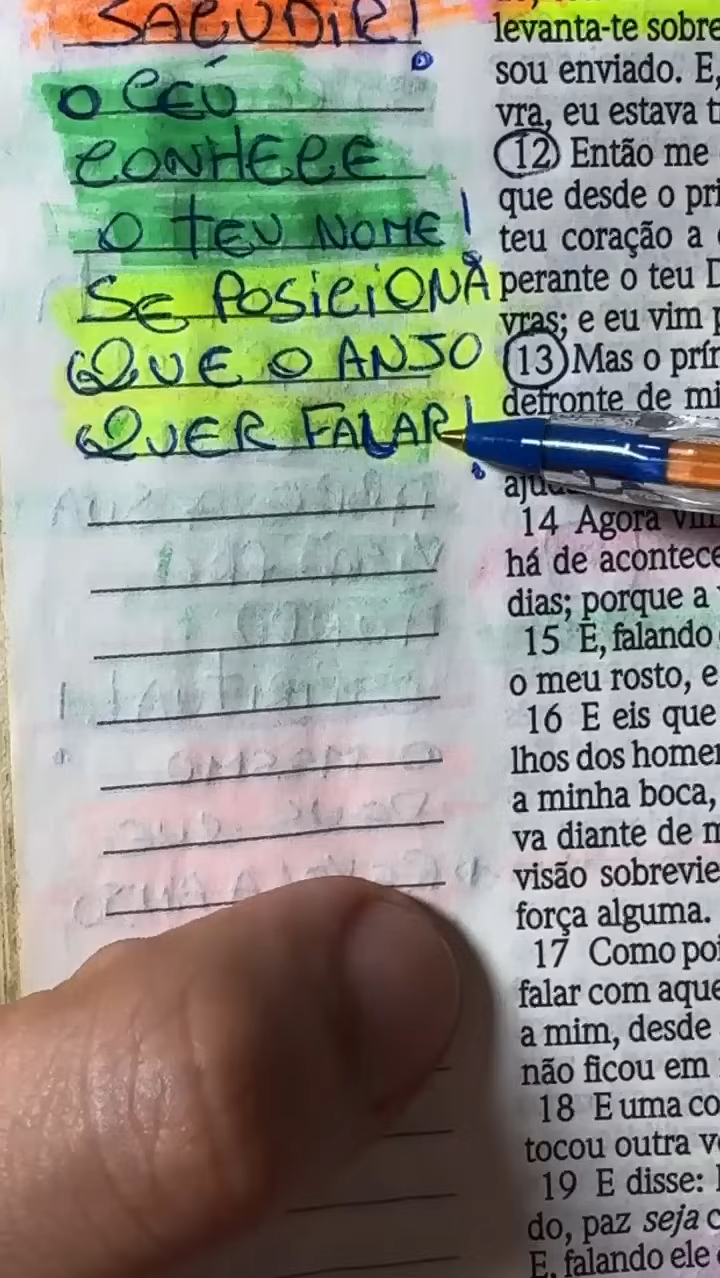 SACUDIR!
O CÉU
CONHECE
O TEU NOME!
SE POSICIONA
QUE O ANJO
QUER FALAR!
levanta-te sobre
sou enviado. E,
vra, eu estava
12 Então me
que desde o pri
teu coração a
perante o teu D
vras; e eu vim
13 Mas o prín
defronte de mi
14 Agora
há de acontece
dias; porque a
15 E, falando
o meu rosto, e
16 E eis que
lhos dos homen
a minha boca,
va diante de m
visão sobrevie
força alguma.
17 Como po
falar com aque
a mim, desde
não ficou em
18 E uma co
tocou outra v
19 E disse:
do, paz seja
E, falando ele